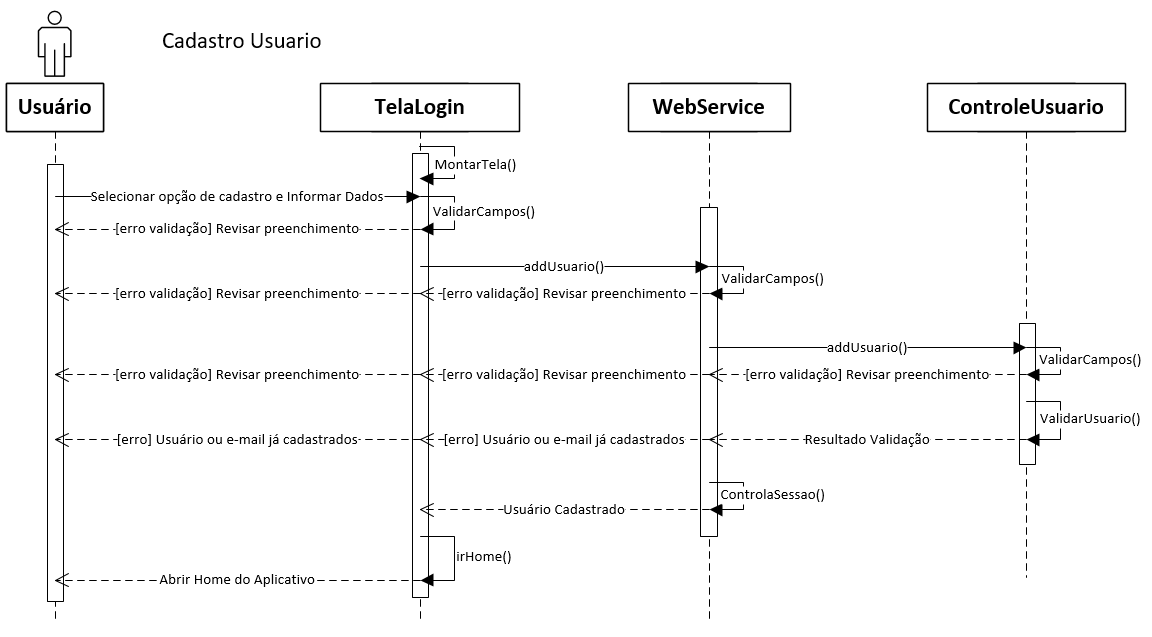 Cadastro Usuario
Usuário
TelaLogin
WebService
ControleUsuario
MontarTela()
Selecionar opção de cadastro e Informar Dados
ValidarCampos()
[erro validação] Revisar preenchimento
addUsuario()
ValidarCampos()
[erro validação] Revisar preenchimento
[erro validação] Revisar preenchimento
addUsuario()
ValidarCampos()
[erro validação] Revisar preenchimento
[erro validação] Revisar preenchimento
[erro validação] Revisar preenchimento
ValidarUsuario()
[erro] Usuário ou e-mail já cadastrados
[erro] Usuário ou e-mail já cadastrados
Resultado Validação
ControlaSessao()
Usuário Cadastrado
irHome()
Abrir Home do Aplicativo